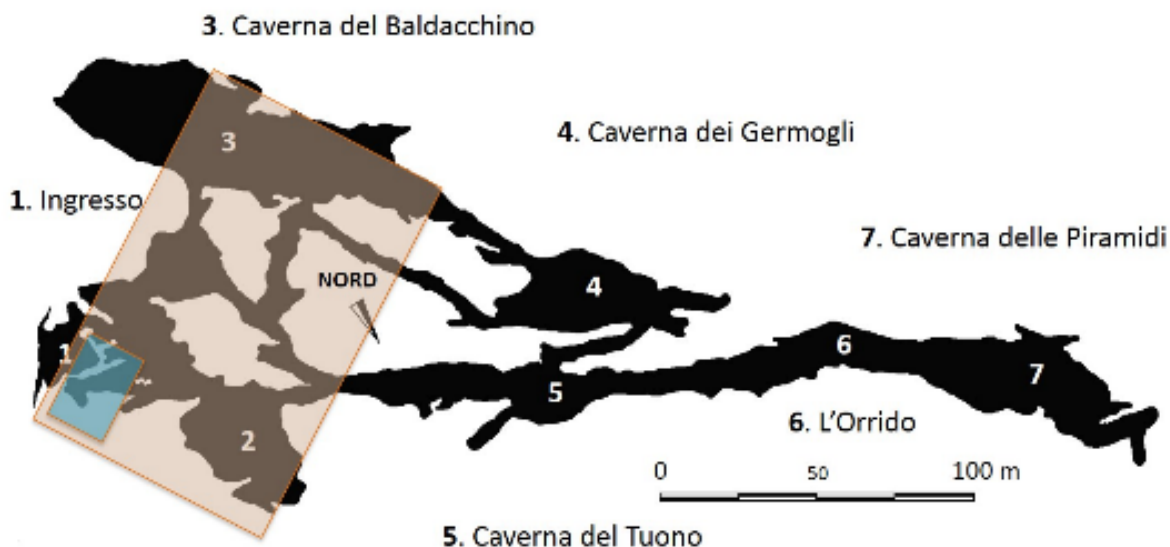 3. Caverna del Baldacchino
4. Caverna dei Germogli
3
1. Ingresso
7. Caverna delle Piramidi
NORD
4
1
6
5
7
2
6. L'Orrido
0 50 100 m
5. Caverna del Tuono